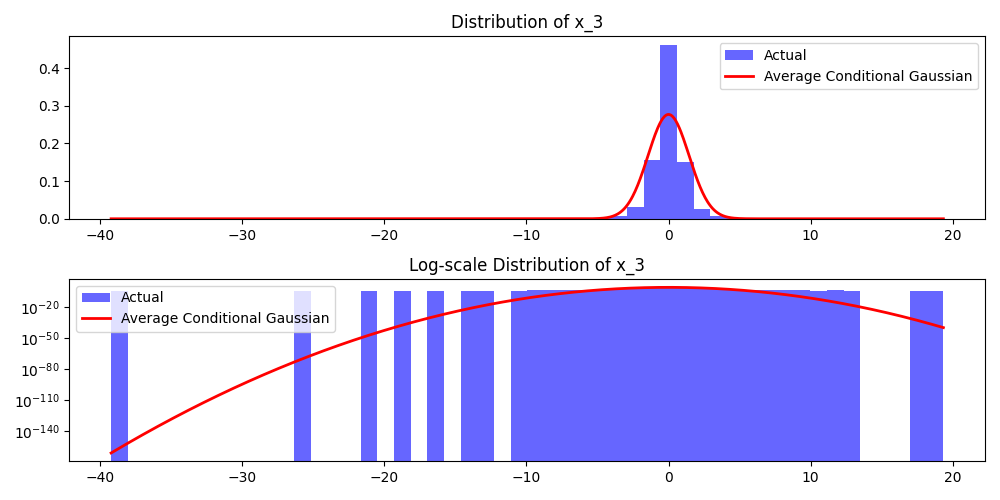 Distribution of x_3
0.4
0.3
0.2
0.1
0.0
Actual
Average Conditional Gaussian
−40 −30 −20 −10 0 10 20
Log-scale Distribution of x_3
10⁻²⁰
10⁻⁵⁰
10⁻⁸⁰
10⁻¹¹⁰
10⁻¹⁴⁰
Actual
Average Conditional Gaussian
−40 −30 −20 −10 0 10 20